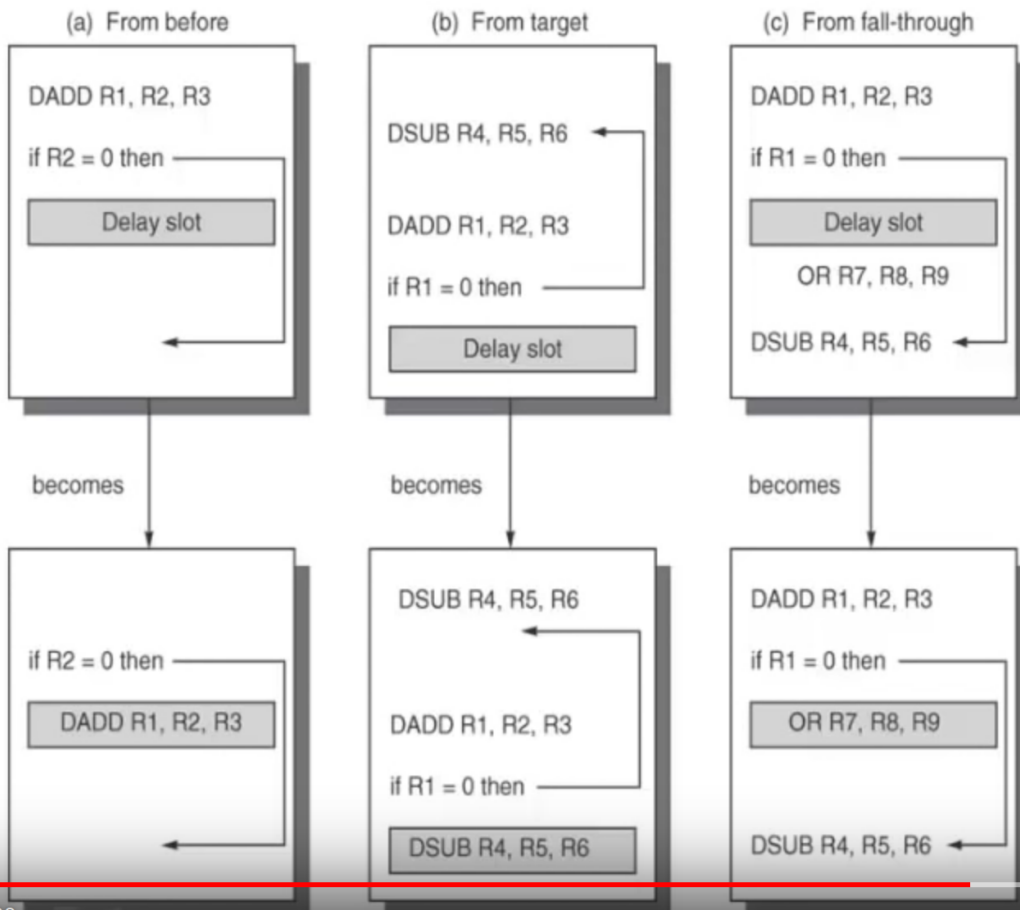 (a) From before
DADD R1, R2, R3
if R2 = 0 then
Delay slot
becomes
if R2 = 0 then
DADD R1, R2, R3
(b) From target
DSUB R4, R5, R6
DADD R1, R2, R3
if R1 = 0 then
Delay slot
becomes
DSUB R4, R5, R6
DADD R1, R2, R3
if R1 = 0 then
DSUB R4, R5, R6
(c) From fall-through
DADD R1, R2, R3
if R1 = 0 then
Delay slot
OR R7, R8, R9
DSUB R4, R5, R6
becomes
DADD R1, R2, R3
if R1 = 0 then
OR R7, R8, R9
DSUB R4, R5, R6